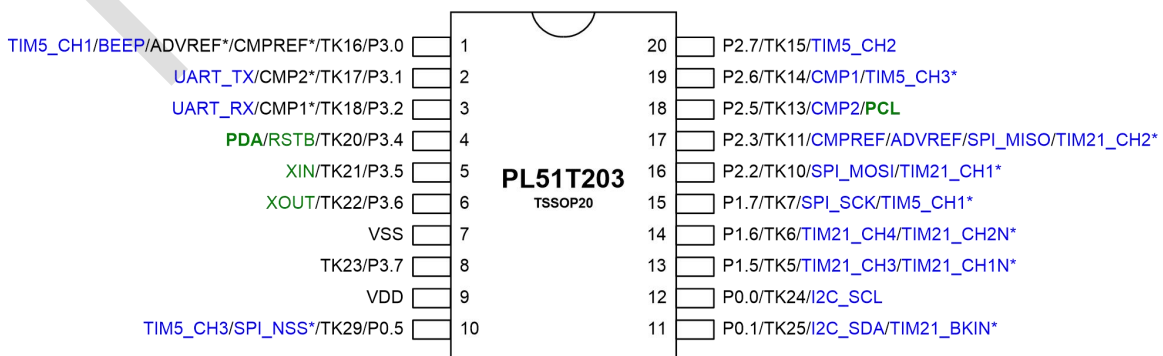 TIM5_CH1/BEEP/ADVREF*/CMPREF*/TK16/P3.0 1 20 P2.7/TK15/TIM5_CH2
UART_TX/CMP2*/TK17/P3.1 2 19 P2.6/TK14/CMP1/TIM5_CH3*
UART_RX/CMP1*/TK18/P3.2 3 18 P2.5/TK13/CMP2/PCL
PDA/RSTB/TK20/P3.4 4 17 P2.3/TK11/CMPREF/ADVREF/SPI_MISO/TIM21_CH2*
XIN/TK21/P3.5 5 PL51T203 16 P2.2/TK10/SPI_MOSI/TIM21_CH1*
XOUT/TK22/P3.6 6 TSSOP20 15 P1.7/TK7/SPI_SCK/TIM5_CH1*
VSS 7 14 P1.6/TK6/TIM21_CH4/TIM21_CH2N*
TK23/P3.7 8 13 P1.5/TK5/TIM21_CH3/TIM21_CH1N*
VDD 9 12 P0.0/TK24/I2C_SCL
TIM5_CH3/SPI_NSS*/TK29/P0.5 10 11 P0.1/TK25/I2C_SDA/TIM21_BKIN*